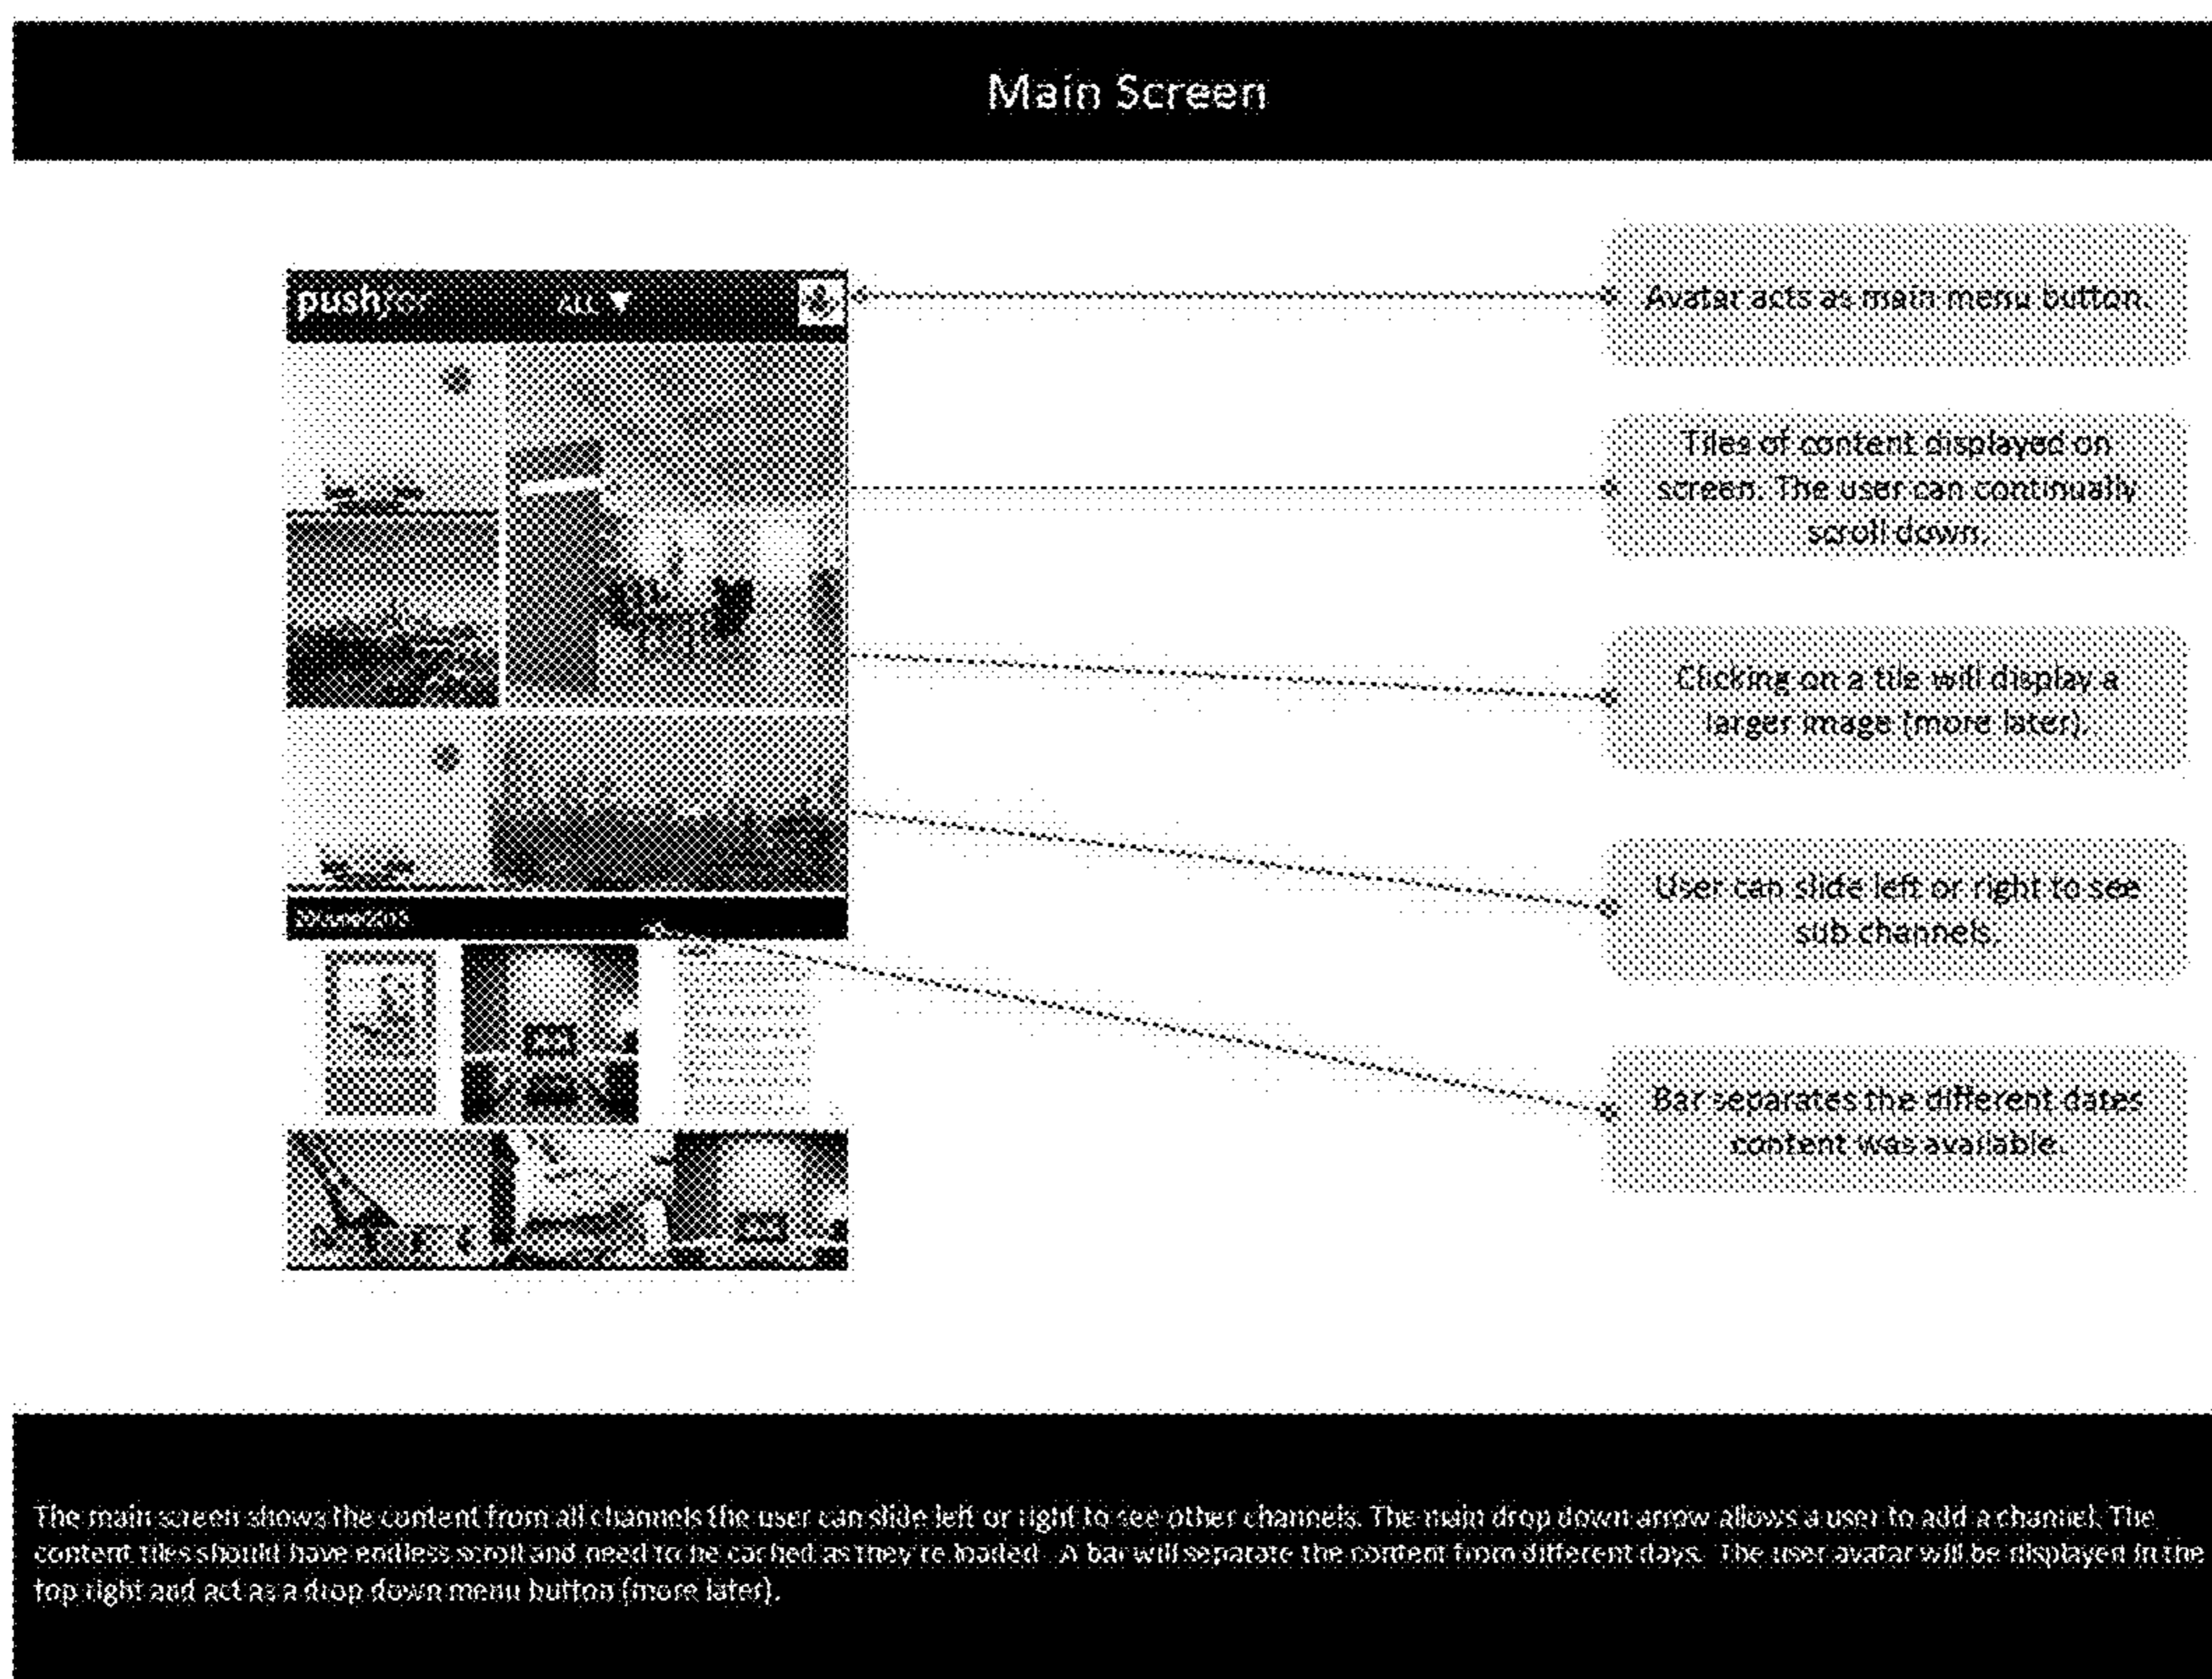 Main Screen
pushfor
ALL
Avatar acts as main menu button.
Tiles of content displayed on
screen. The user can continually
scroll down.
Clicking on a tile will display a
larger image (more later).
User can slide left or right to see
sub channels.
Bar separates the different dates
content was available.
The main screen shows the content from all channels the user can slide left or right to see other channels. The main drop down arrow allows a user to add a channel. The
content tiles should have endless scroll and need to be cached as they're loaded. A bar will separate the content from different days. The user avatar will be displayed in the
top right and act as a drop down menu button (more later).